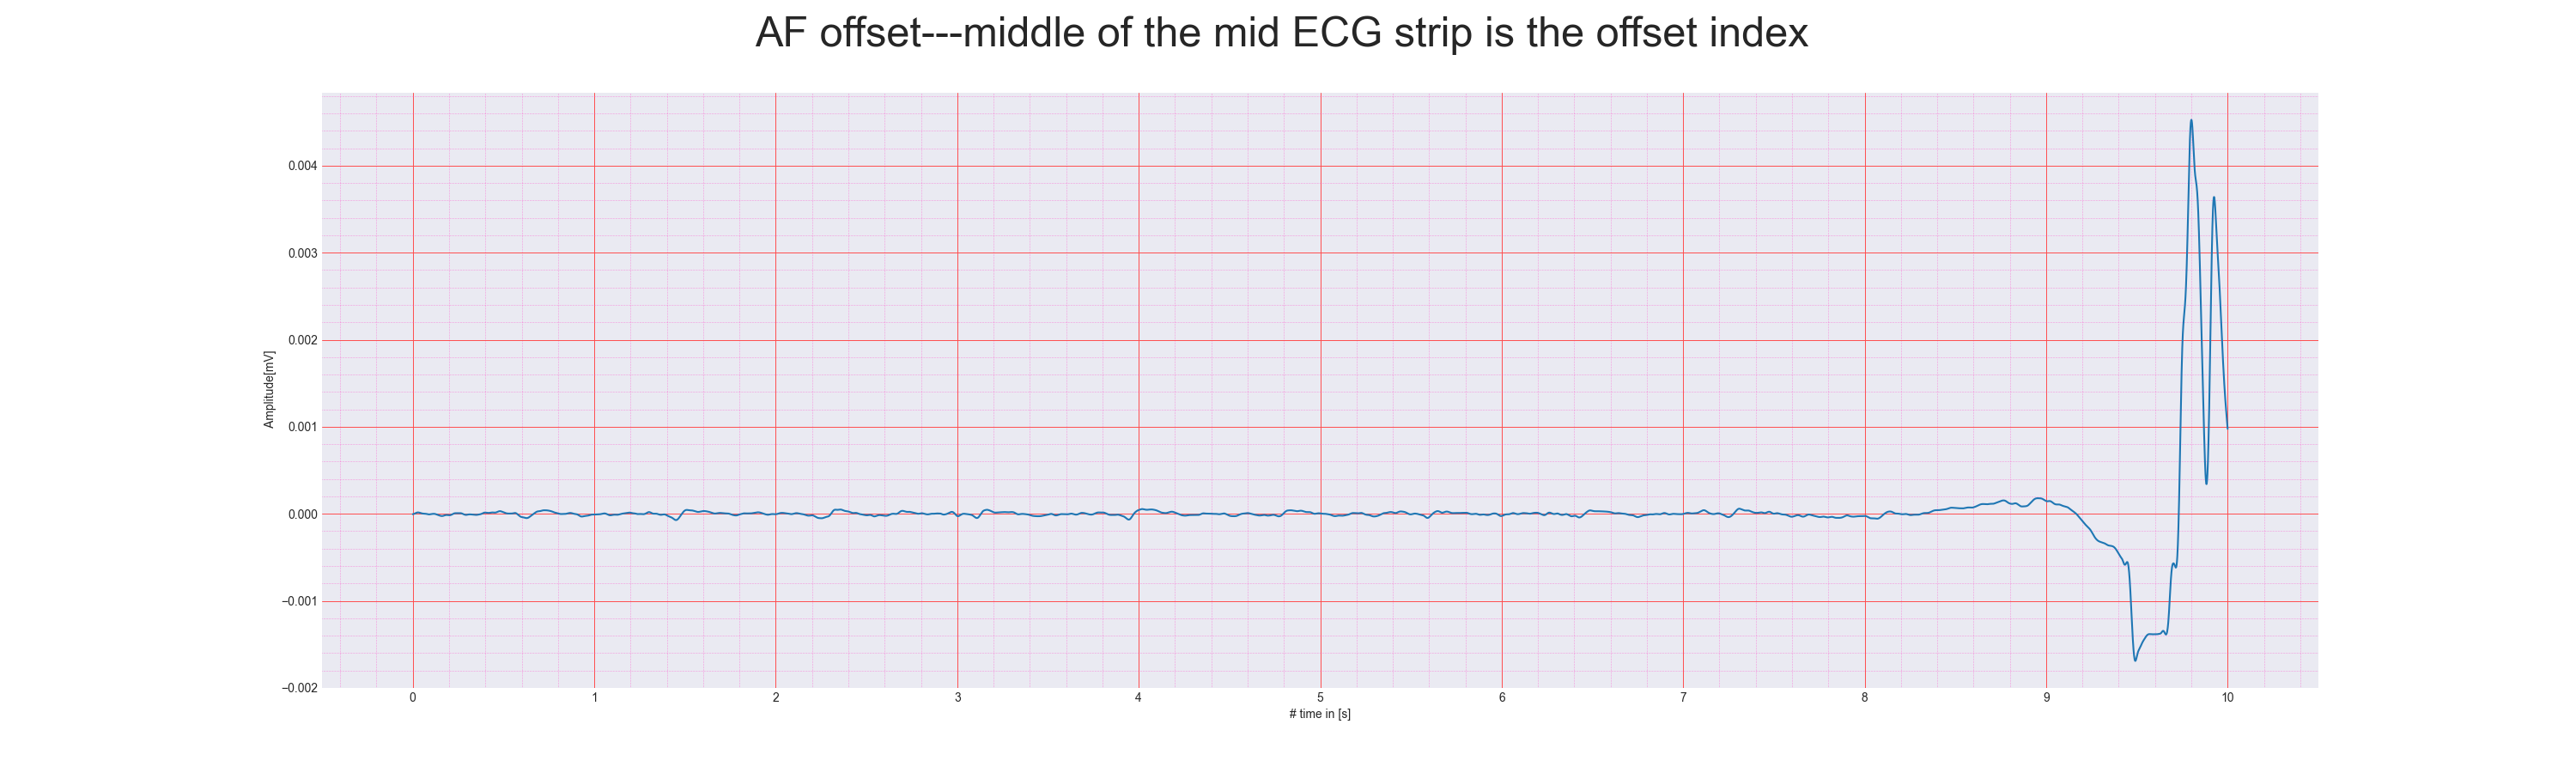 AF offset---middle of the mid ECG strip is the offset index
0.004
0.003
0.002
0.001
0.000
−0.001
−0.002
Amplitude[mV]
0 1 2 3 4 5 6 7 8 9 10
# time in [s]